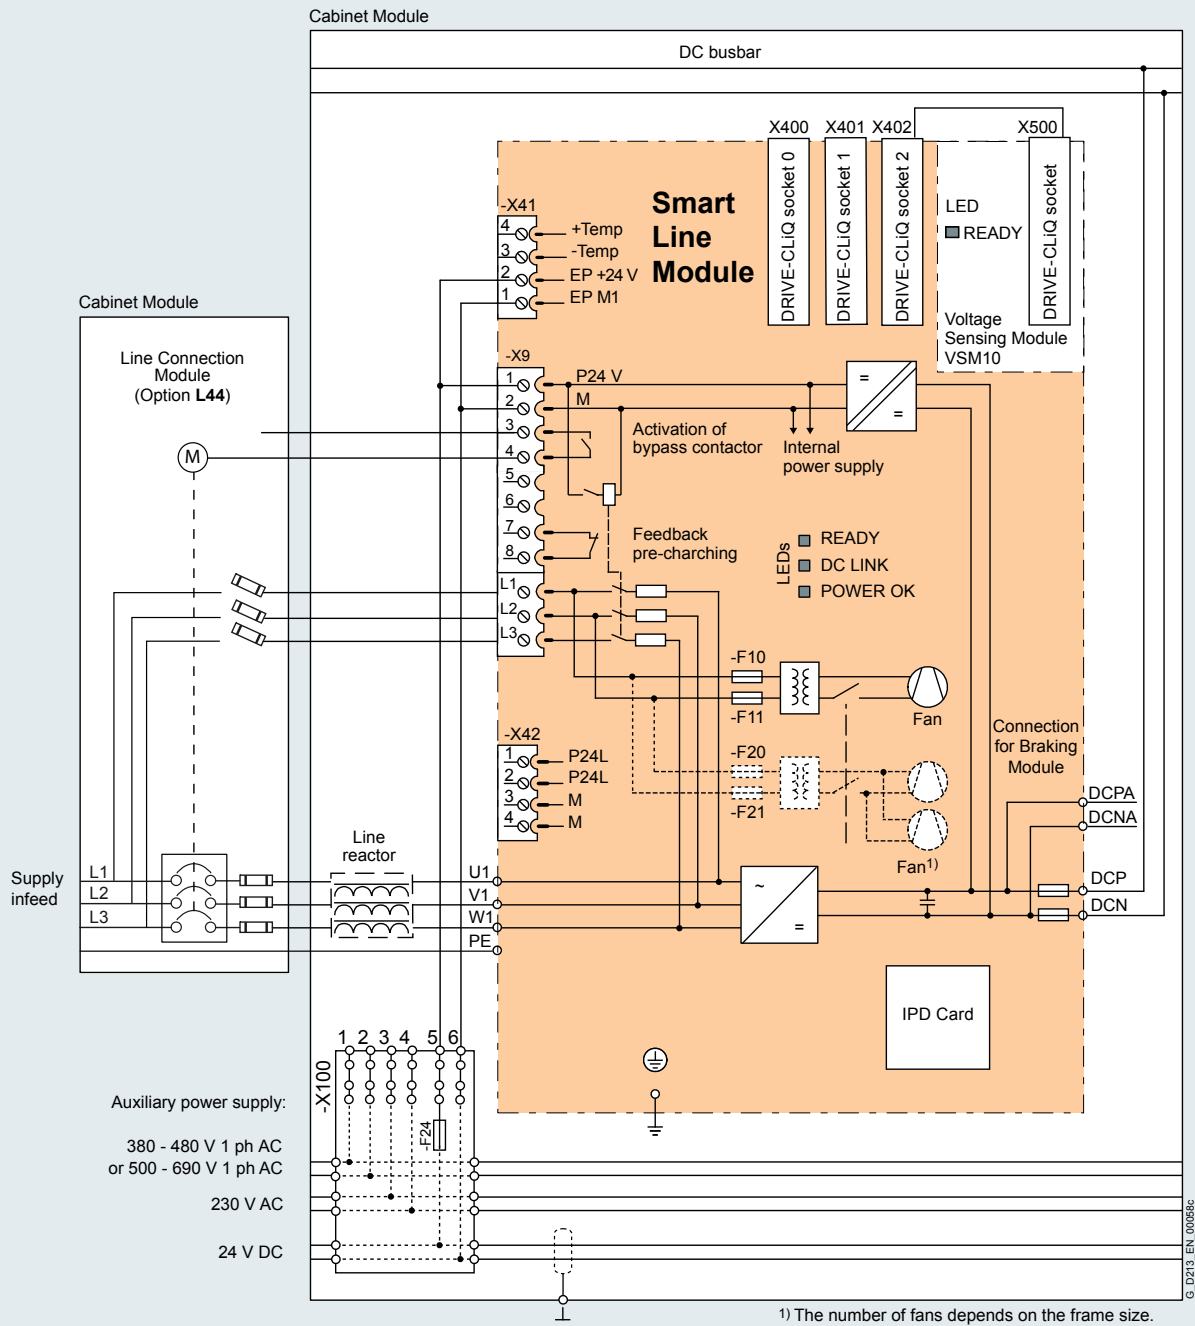 Cabinet Module
DC busbar
X400
X401
X402
X500
DRIVE-CLiQ socket 0
DRIVE-CLiQ socket 1
DRIVE-CLiQ socket 2
DRIVE-CLiQ socket
Smart
Line
Module
LED
READY
Voltage
Sensing Module
VSM10
-X41
4
+Temp
3
-Temp
2
EP +24 V
1
EP M1
Cabinet Module
Line Connection
Module
(Option L44)
M
-X9
1
P24 V
2
M
3
4
5
6
7
8
L1
L2
L3
=
=
Activation of
bypass contactor
Internal
power supply
Feedback
pre-charching
LEDs
READY
DC LINK
POWER OK
-F10
-F11
Fan
-F20
-F21
Fan1)
Connection
for Braking
Module
DCPA
DCNA
DCP
DCN
-X42
1
P24L
2
P24L
3
M
4
M
Line
reactor
Supply
infeed
L1
L2
L3
U1
V1
W1
PE
~
=
IPD Card
-X100
1
2
3
4
5
6
-F24
Auxiliary power supply:
380 - 480 V 1 ph AC
or 500 - 690 V 1 ph AC
230 V AC
24 V DC
G_D213_EN_00058c
1) The number of fans depends on the frame size.